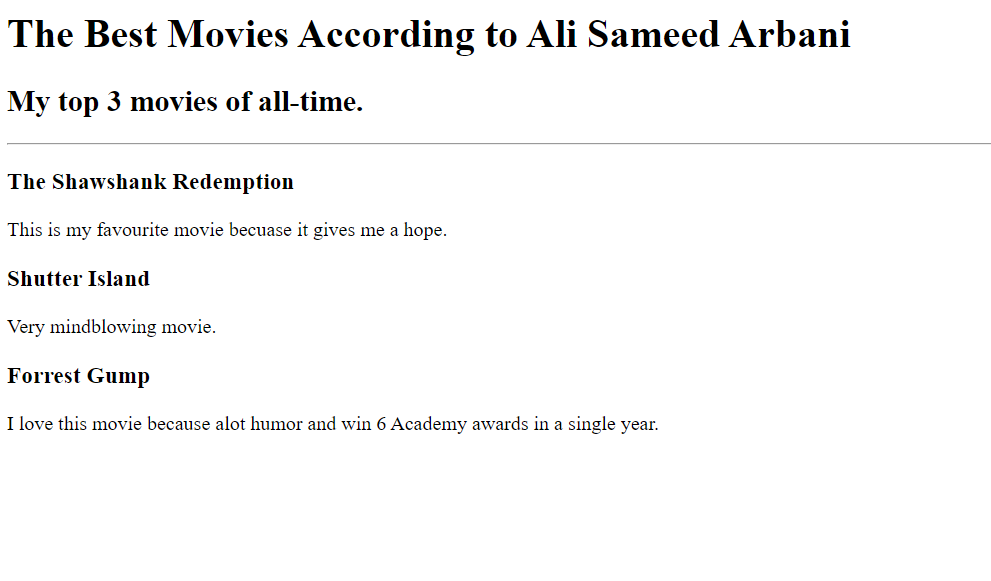 The Best Movies According to Ali Sameed Arbani
My top 3 movies of all-time.
The Shawshank Redemption
This is my favourite movie becuase it gives me a hope.
Shutter Island
Very mindblowing movie.
Forrest Gump
I love this movie because alot humor and win 6 Academy awards in a single year.